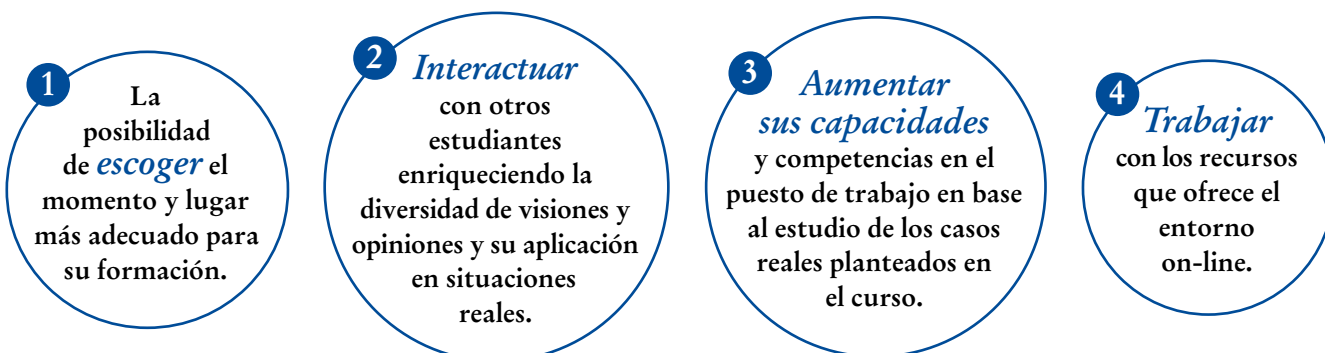 1
La
posibilidad
de escoger el
momento y lugar
más adecuado para
su formación.
2
Interactuar
con otros
estudiantes
enriqueciendo la
diversidad de visiones y
opiniones y su aplicación
en situaciones
reales.
3
Aumentar
sus capacidades
y competencias en el
puesto de trabajo en base
al estudio de los casos
reales planteados en
el curso.
4
Trabajar
con los recursos
que ofrece el
entorno
on-line.